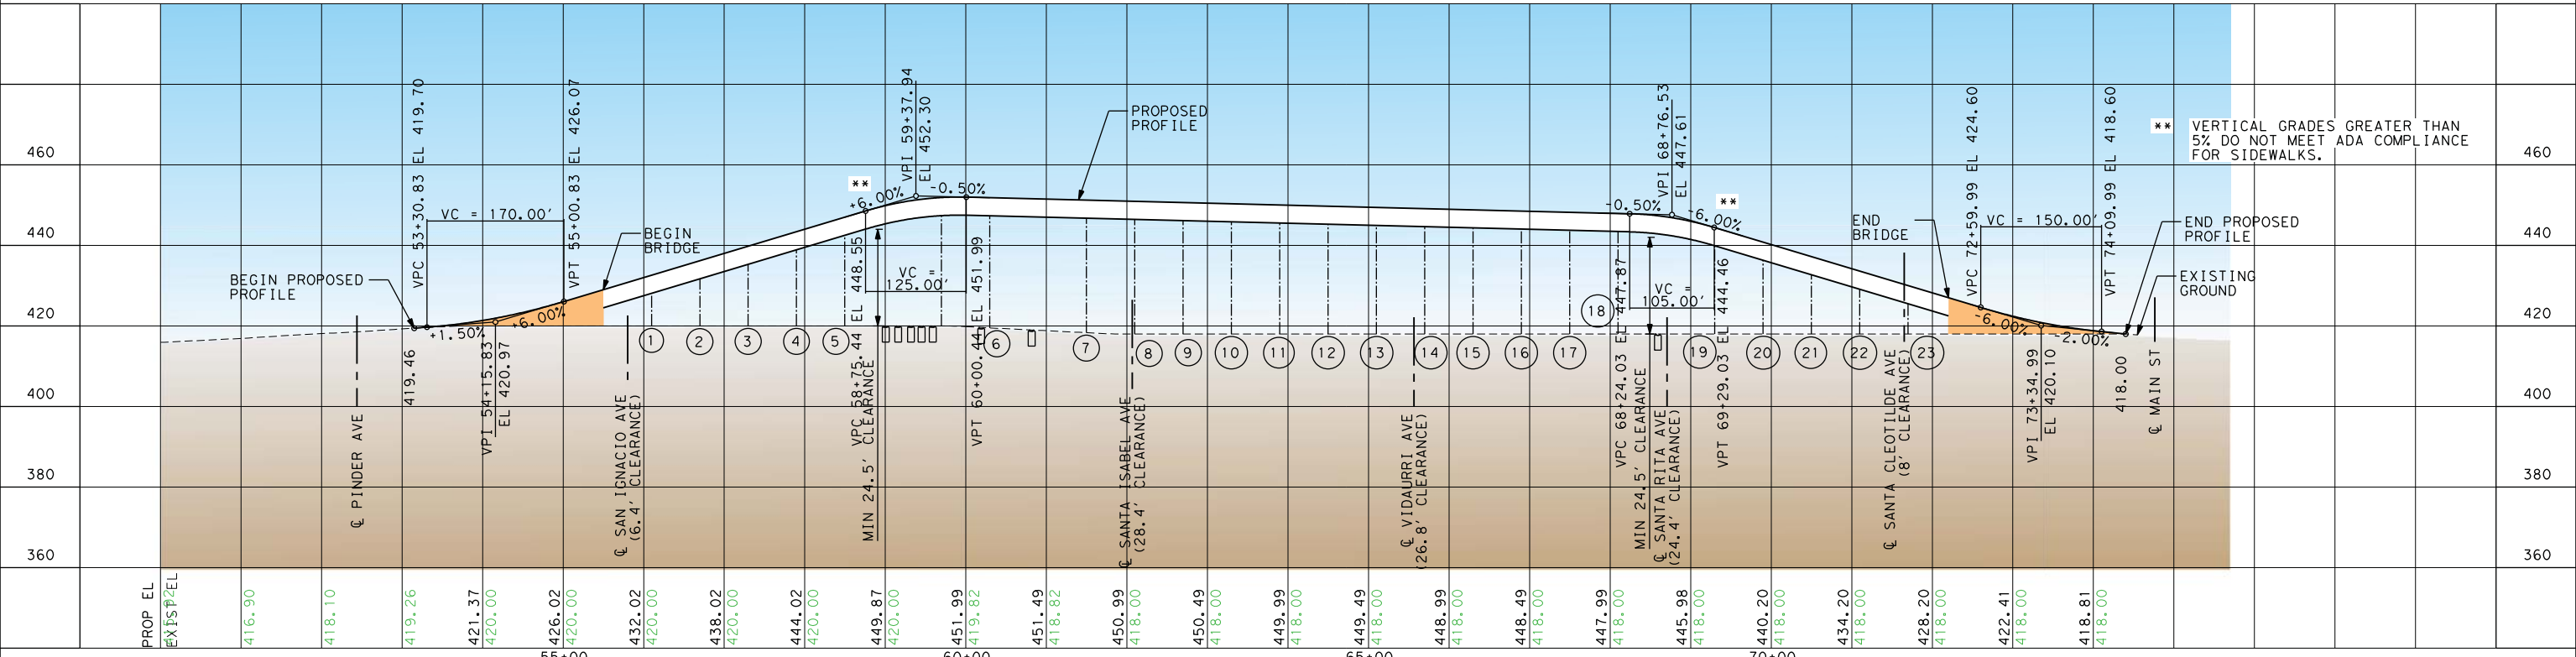 460
440
420
400
380
360
BEGIN PROPOSED
PROFILE
VPC 53+30.83 EL 419.70
VC = 170.00'
VPT 55+00.83 EL 426.07
BEGIN
BRIDGE
+1.50%
+6.00%
419.46
VPI 54+15.83
EL 420.97
℄ PINDER AVE
℄ SAN IGNACIO AVE
(6.4' CLEARANCE)
1
2
3
4
5
**
+6.00%
VPI 59+37.94
EL 452.30
-0.50%
VC =
125.00'
VPC 58+75.44 EL 448.55
MIN 24.5' CLEARANCE
VPT 60+00.44 EL 451.99
PROPOSED
PROFILE
6
7
8
9
10
11
12
13
14
15
16
17
18
19
20
21
22
23
℄ SANTA ISABEL AVE
(28.4' CLEARANCE)
℄ VIDAURRI AVE
(26.8' CLEARANCE)
-0.50%
VPI 68+76.53
EL 447.61
**
-6.00%
VC =
105.00'
VPC 68+24.03 EL 447.87
MIN 24.5' CLEARANCE
℄ SANTA RITA AVE
(24.4' CLEARANCE)
VPT 69+29.03 EL 444.46
END
BRIDGE
℄ SANTA CLEOTILDE AVE
(8' CLEARANCE)
VPC 72+59.99 EL 424.60
VC = 150.00'
VPT 74+09.99 EL 418.60
-6.00%
-2.00%
VPI 73+34.99
EL 420.10
418.00
℄ MAIN ST
END PROPOSED
PROFILE
EXISTING
GROUND
** VERTICAL GRADES GREATER THAN
5% DO NOT MEET ADA COMPLIANCE
FOR SIDEWALKS.
460
440
420
400
380
360
PROP EL
EXIST EL
416.90
418.10
419.26
421.37
420.00
426.02
420.00
432.02
420.00
438.02
420.00
444.02
420.00
449.87
420.00
451.99
419.82
451.49
418.82
450.99
418.00
450.49
418.00
449.99
418.00
449.49
418.00
448.99
418.00
448.49
418.00
447.99
418.00
445.98
418.00
440.20
418.00
434.20
418.00
428.20
418.00
422.41
418.00
418.81
418.00
55+00
60+00
65+00
70+00